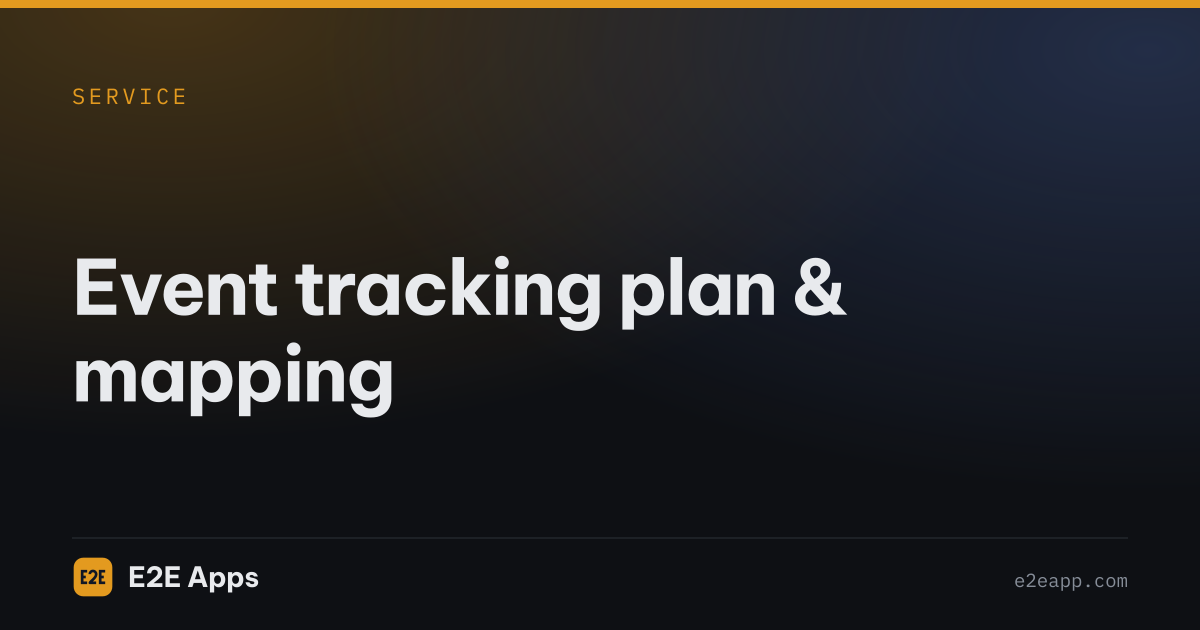 SERVICE
Event tracking plan &
mapping
E2E
E2E Apps
e2eapp.com